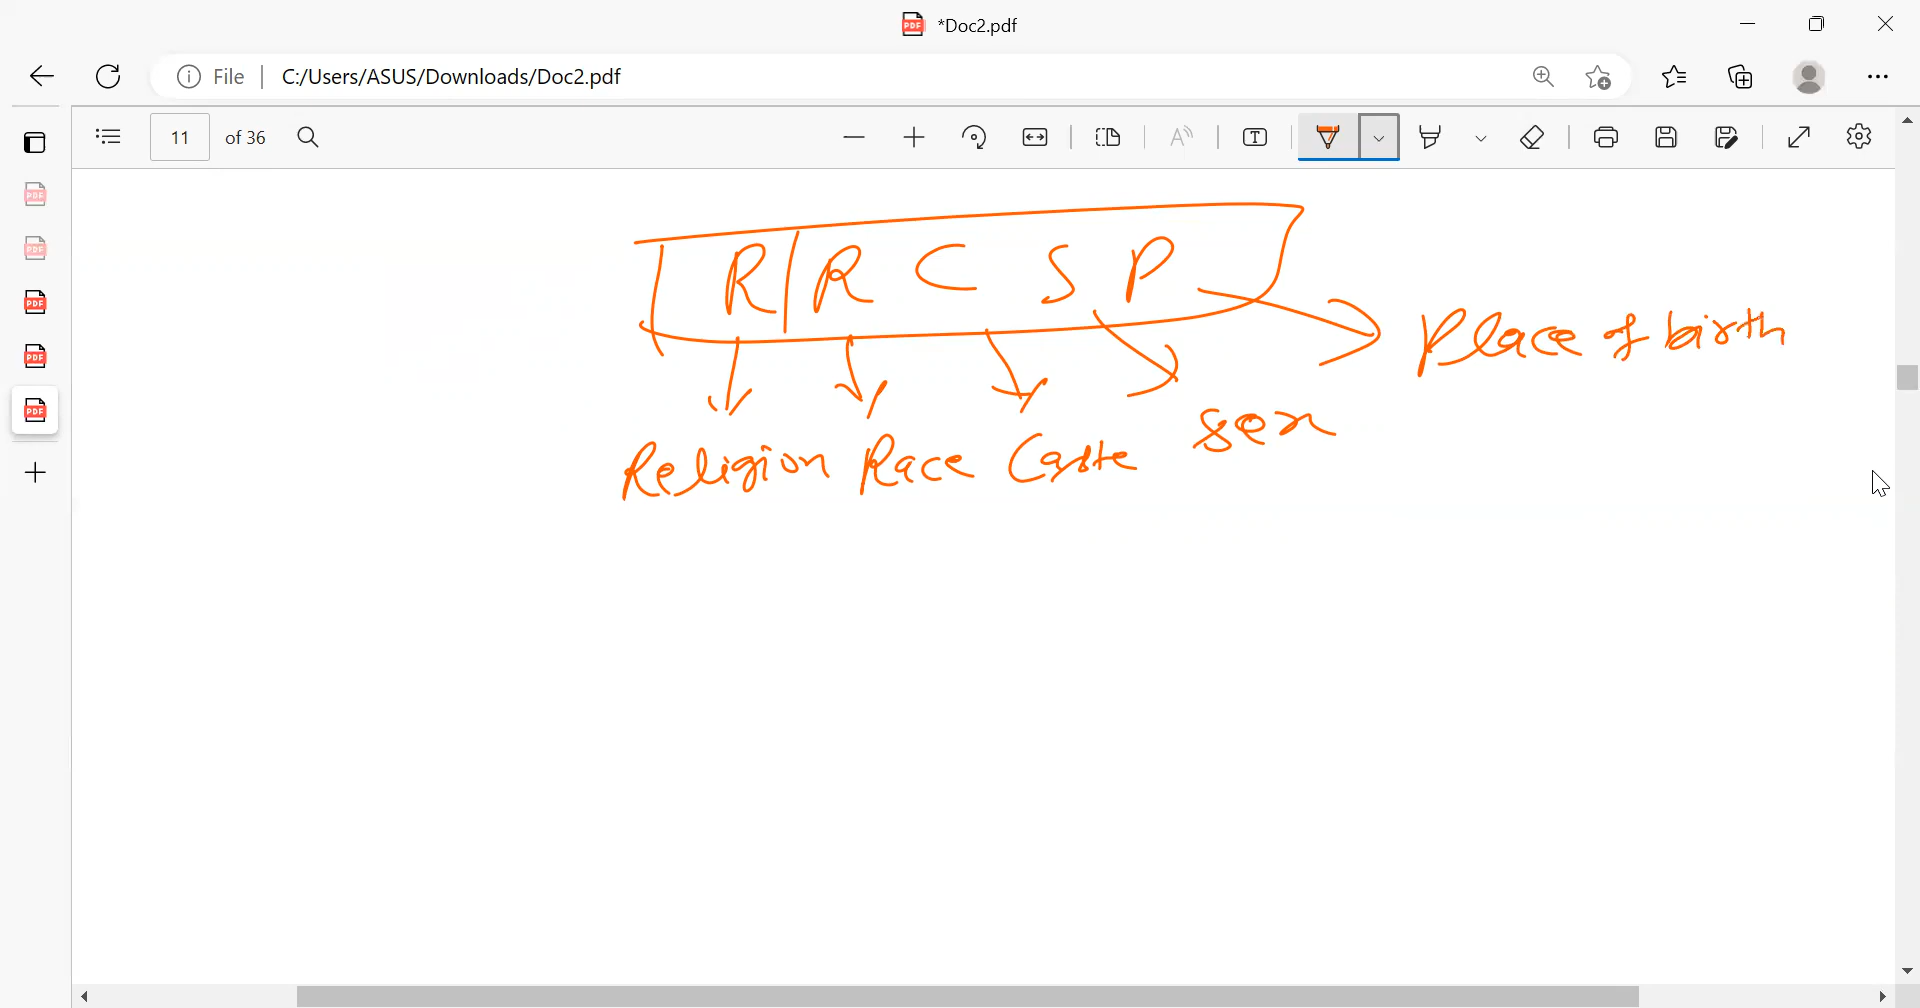 *Doc2.pdf
File C:/Users/ASUS/Downloads/Doc2.pdf
11 of 36
R R C S P
Place of birth
Religion Race Caste sex